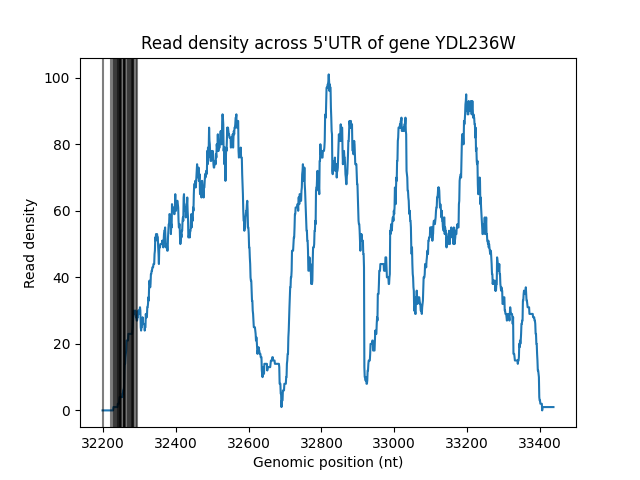 Read density across 5'UTR of gene YDL236W
Read density
100
80
60
40
20
0
32200 32400 32600 32800 33000 33200 33400
Genomic position (nt)